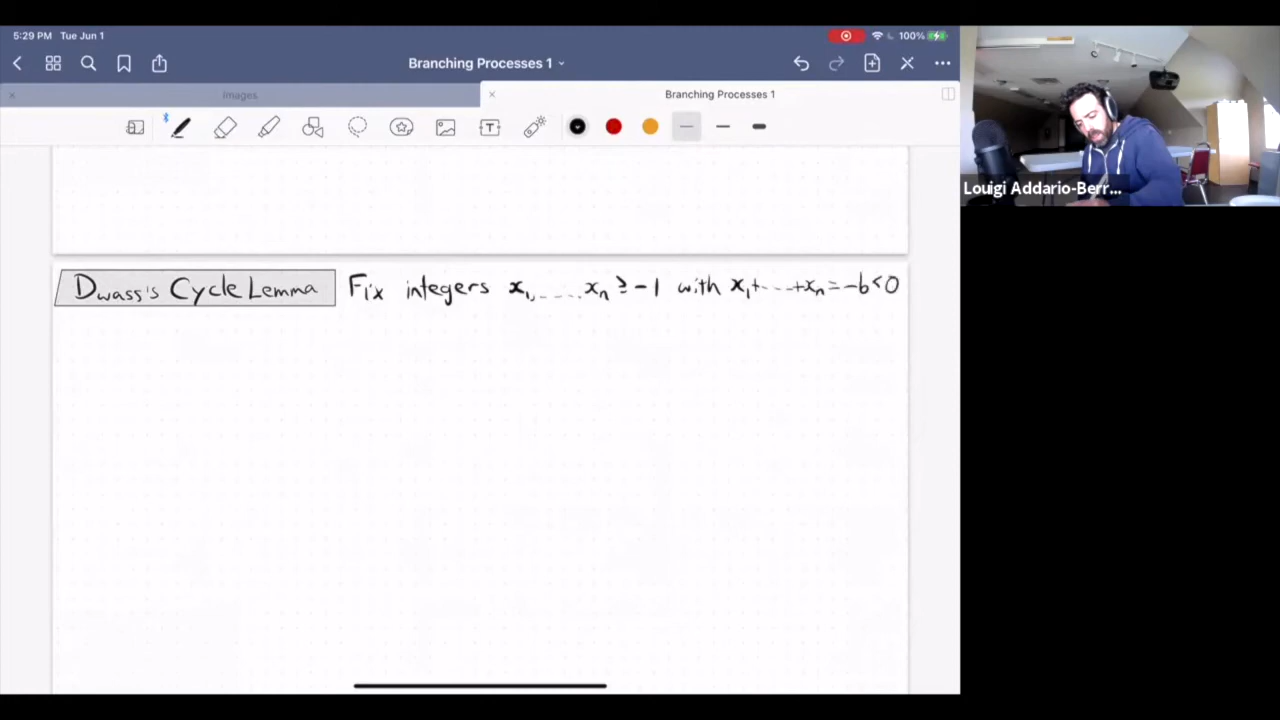 5:29 PM Tue Jun 1
100%
Branching Processes 1
Images
Branching Processes 1
T
Louigi Addario-Berr...
Dwass's Cycle Lemma Fix integers x₁,.....xₙ ≥ -1 with x₁+.....+xₙ=-b<0